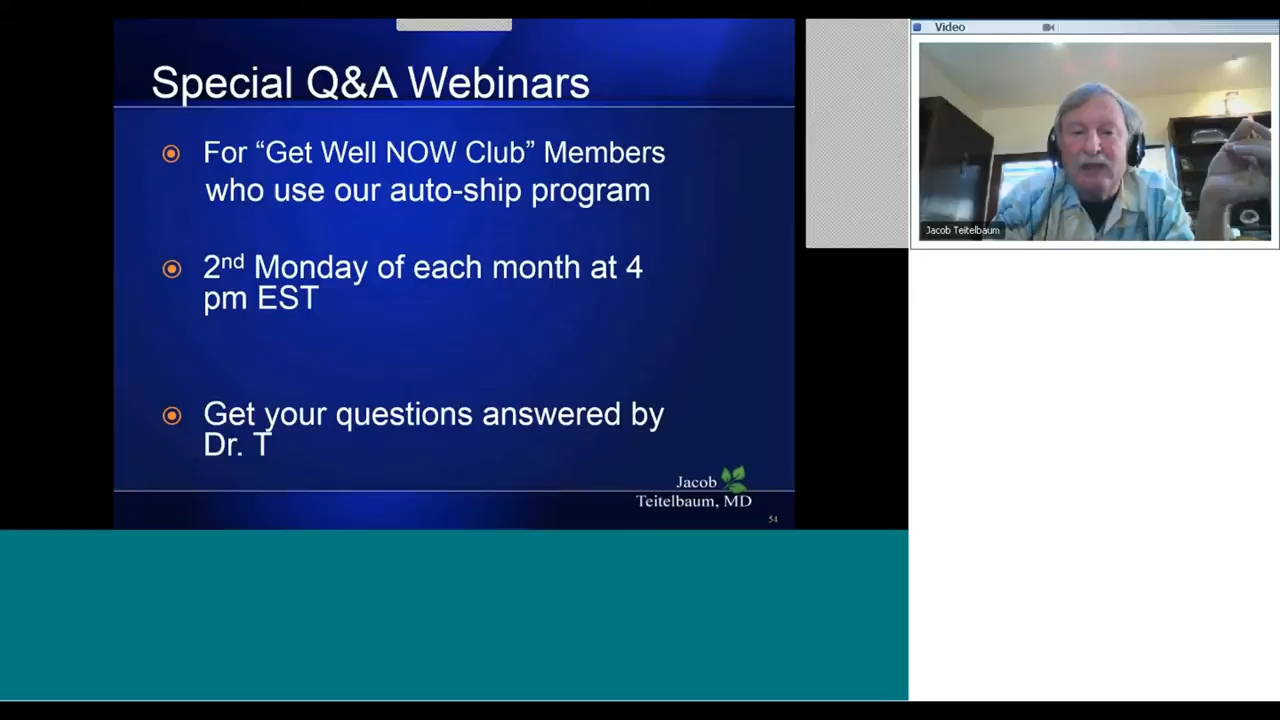 Special Q&A Webinars
For “Get Well NOW Club” Members
who use our auto-ship program
2nd Monday of each month at 4
pm EST
Get your questions answered by
Dr. T
Jacob
Teitelbaum, MD
54
Video
Jacob Teitelbaum